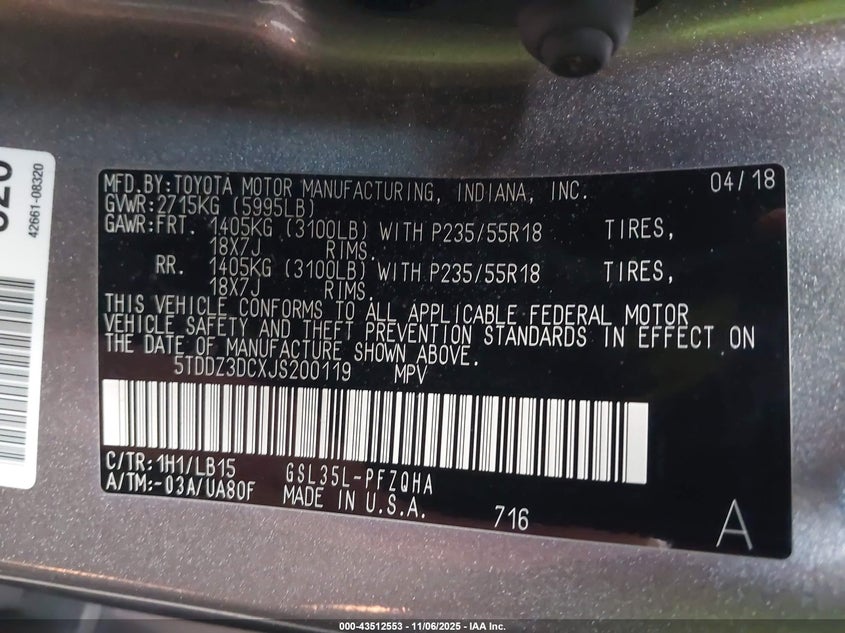 MFD.BY:TOYOTA MOTOR MANUFACTURING, INDIANA, INC. 04/18
GVWR:2715KG (5995LB)
GAWR:FRT. 1405KG (3100LB) WITH P235/55R18 TIRES,
18X7J RIMS.
RR. 1405KG (3100LB) WITH P235/55R18 TIRES,
18X7J RIMS.
THIS VEHICLE CONFORMS TO ALL APPLICABLE FEDERAL MOTOR
VEHICLE SAFETY AND THEFT PREVENTION STANDARDS IN EFFECT ON
THE DATE OF MANUFACTURE SHOWN ABOVE.
5TDDZ3DCXJS200119 MPV
C/TR:1H1/LB15 GSL35L-PFZQHA
A/TM:-03A/UA80F MADE IN U.S.A. 716
A
42661-08320
000-43512553 - 11/06/2025 - IAA Inc.